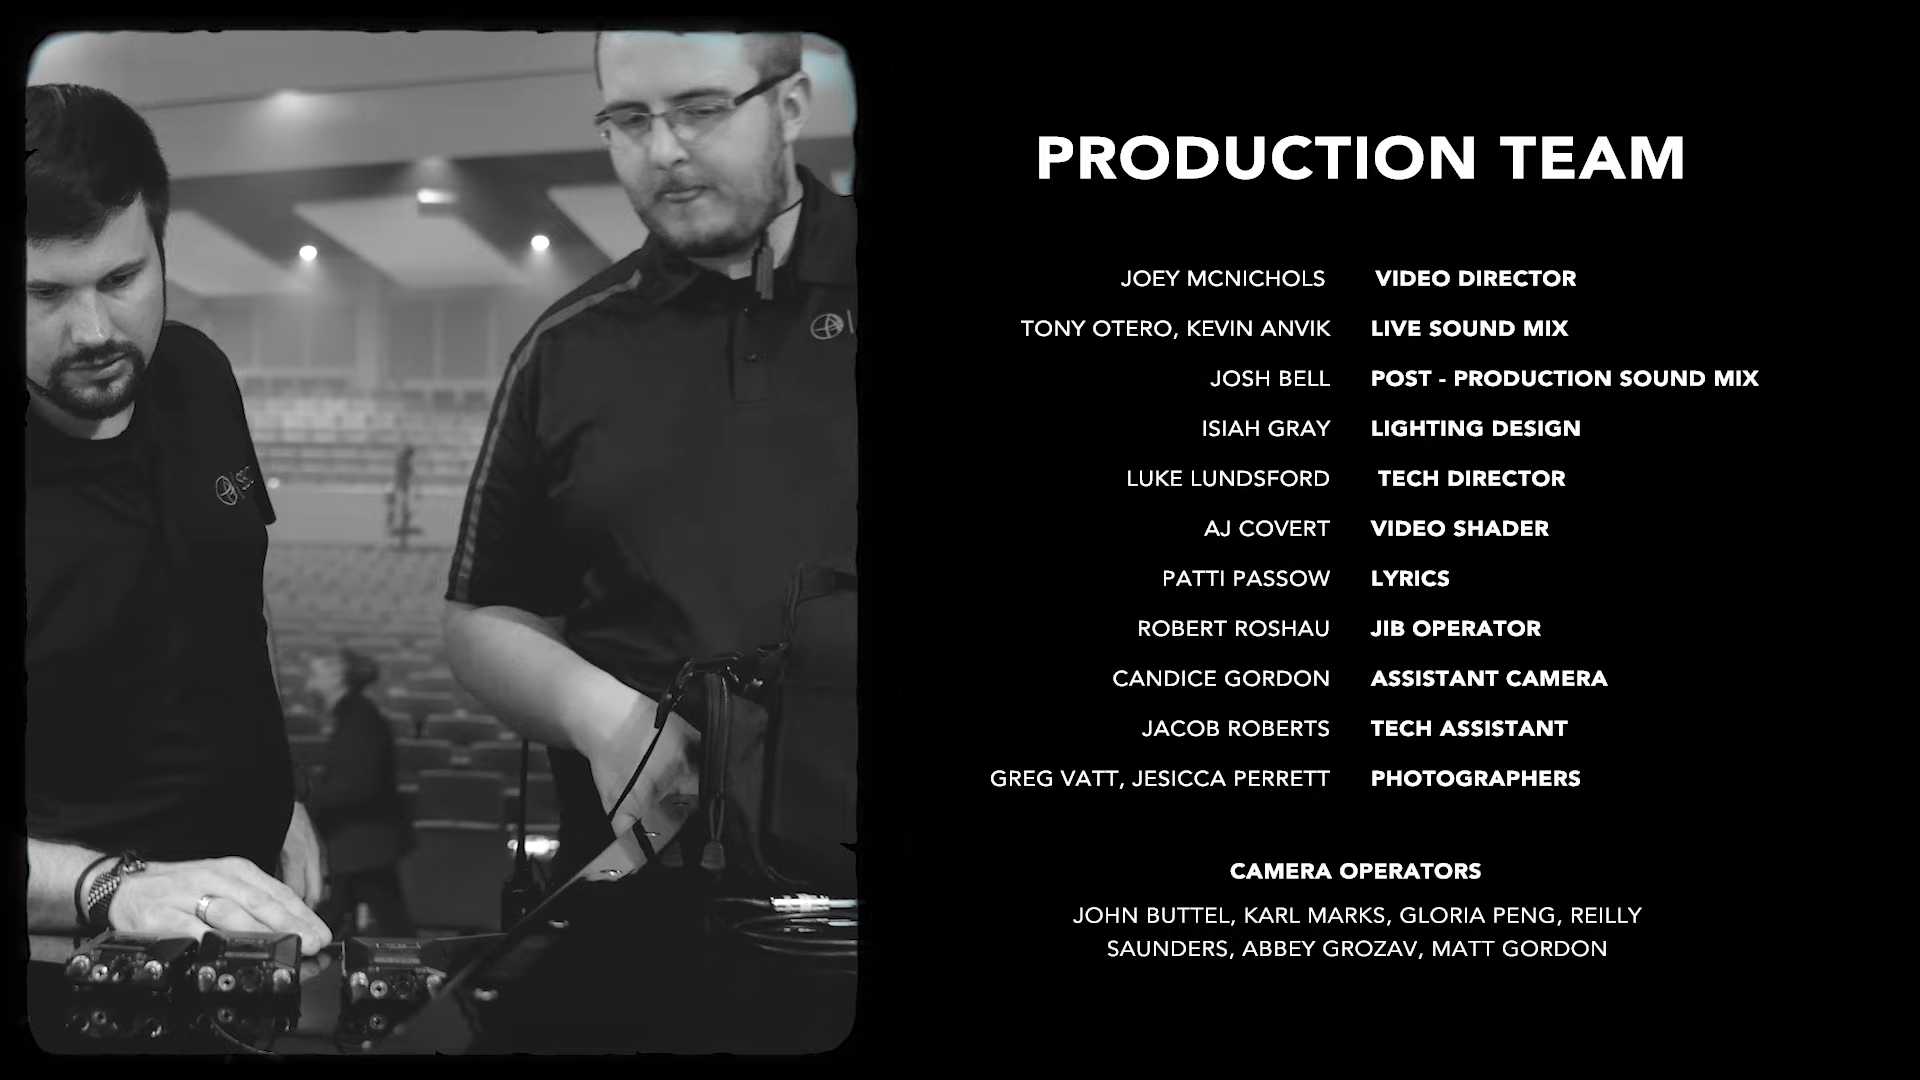 PRODUCTION TEAM
JOEY MCNICHOLS VIDEO DIRECTOR
TONY OTERO, KEVIN ANVIK LIVE SOUND MIX
JOSH BELL POST - PRODUCTION SOUND MIX
ISIAH GRAY LIGHTING DESIGN
LUKE LUNDSFORD TECH DIRECTOR
AJ COVERT VIDEO SHADER
PATTI PASSOW LYRICS
ROBERT ROSHAU JIB OPERATOR
CANDICE GORDON ASSISTANT CAMERA
JACOB ROBERTS TECH ASSISTANT
GREG VATT, JESICCA PERRETT PHOTOGRAPHERS
CAMERA OPERATORS
JOHN BUTTEL, KARL MARKS, GLORIA PENG, REILLY
SAUNDERS, ABBEY GROZAV, MATT GORDON